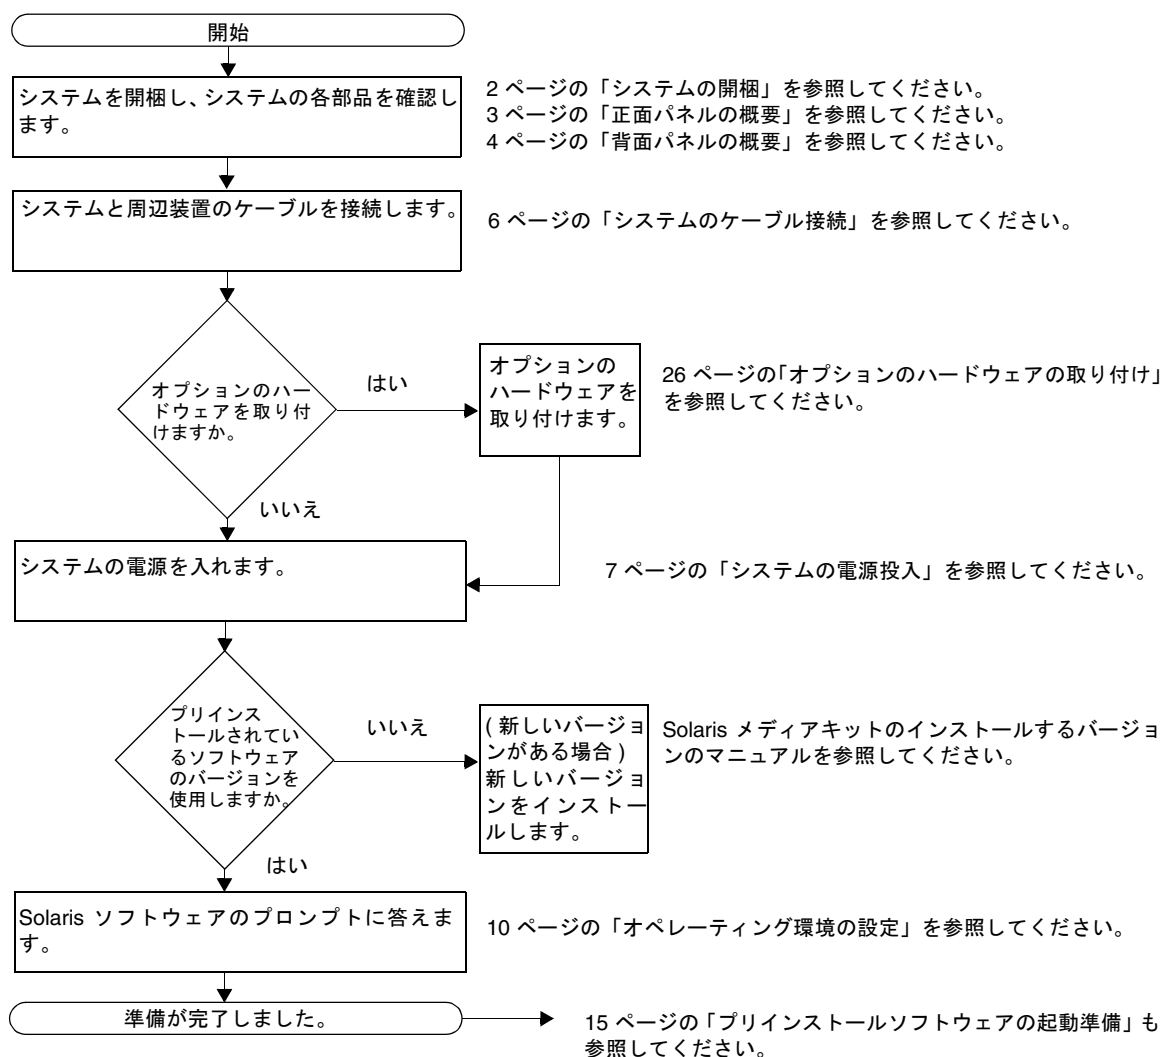 開始
システムを開梱し、システムの各部品を確認し
ます。
2 ページの「システムの開梱」を参照してください。
3 ページの「正面パネルの概要」を参照してください。
4 ページの「背面パネルの概要」を参照してください。
システムと周辺装置のケーブルを接続します。
6 ページの「システムのケーブル接続」を参照してください。
オプションのハー
ドウェアを取り付
けますか。
はい
オプションの
ハードウェアを
取り付けます。
26 ページの「オプションのハードウェアの取り付け」
を参照してください。
いいえ
システムの電源を入れます。
7 ページの「システムの電源投入」を参照してください。
プリインス
トールされてい
るソフトウェア
のバージョンを
使用しますか。
いいえ
( 新しいバージョ
ンがある場合 )
新しいバージョ
ンをインストー
ルします。
Solaris メディアキットのインストールするバージョ
ンのマニュアルを参照してください。
はい
Solaris ソフトウェアのプロンプトに答えま
す。
10 ページの「オペレーティング環境の設定」を参照してください。
準備が完了しました。
15 ページの「プリインストールソフトウェアの起動準備」も
参照してください。